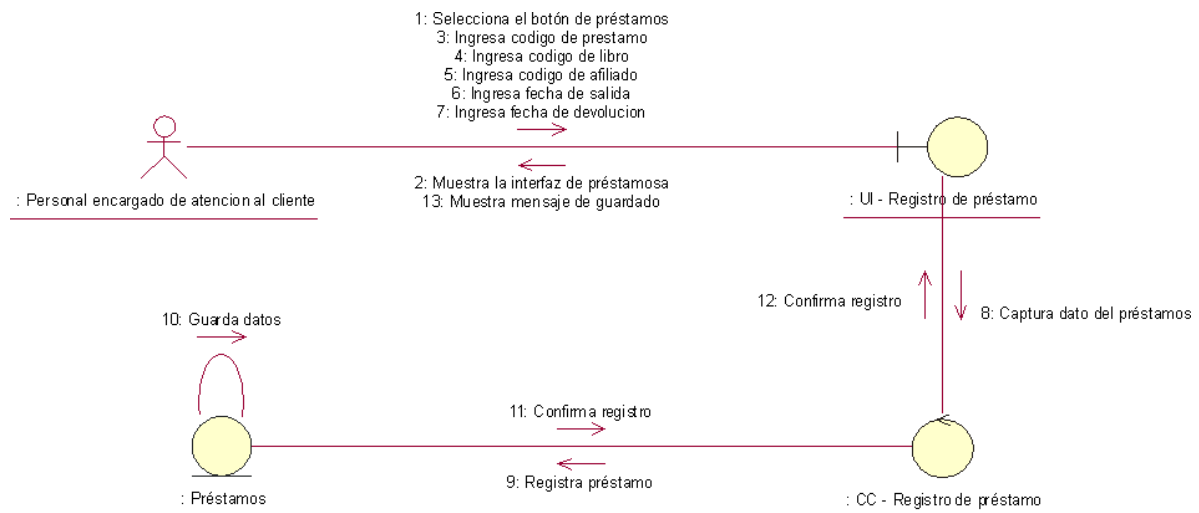 1: Selecciona el botón de préstamos
3: Ingresa codigo de prestamo
4: Ingresa codigo de libro
5: Ingresa codigo de afiliado
6: Ingresa fecha de salida
7: Ingresa fecha de devolucion
2: Muestra la interfaz de préstamosa
13: Muestra mensaje de guardado
: Personal encargado de atencion al cliente
: UI - Registro de préstamo
12: Confirma registro
8: Captura dato del préstamos
10: Guarda datos
11: Confirma registro
9: Registra préstamo
: Préstamos
: CC - Registro de préstamo